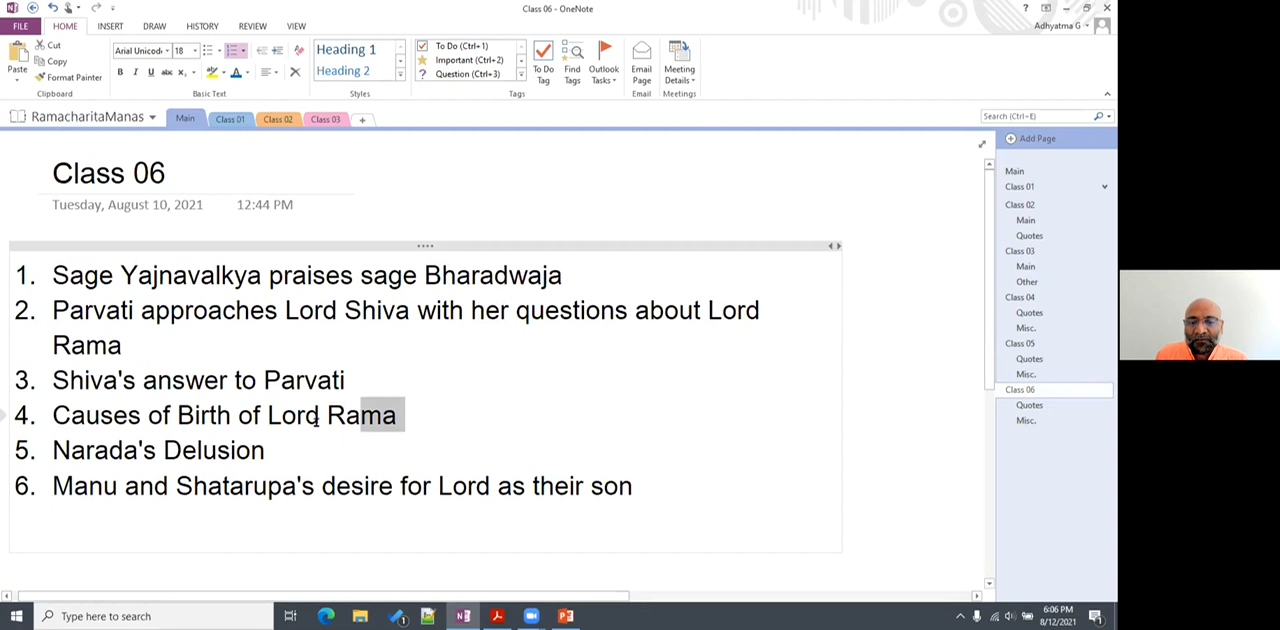 Class 06 - OneNote
Adhyatma G
FILE HOME INSERT DRAW HISTORY REVIEW VIEW
Paste
Cut
Copy
Format Painter
Clipboard
Arial Unicod 18
B I U abc X₂ A
Basic Text
Heading 1
Heading 2
Styles
To Do (Ctrl+1)
Important (Ctrl+2)
Question (Ctrl+3)
To Do Tag
Find Tags
Outlook Tasks
Tags
Email Page
Email
Meeting Details
Meetings
RamacharitaManas Main Class 01 Class 02 Class 03 +
Search (Ctrl+E)
Class 06
Tuesday, August 10, 2021 12:44 PM
1. Sage Yajnavalkya praises sage Bharadwaja
2. Parvati approaches Lord Shiva with her questions about Lord
Rama
3. Shiva's answer to Parvati
4. Causes of Birth of Lord Rama
5. Narada's Delusion
6. Manu and Shatarupa's desire for Lord as their son
Add Page
Main
Class 01
Class 02
Main
Quotes
Class 03
Main
Other
Class 04
Quotes
Misc.
Class 05
Quotes
Misc.
Class 06
Quotes
Misc.
Type here to search
6:06 PM
8/12/2021